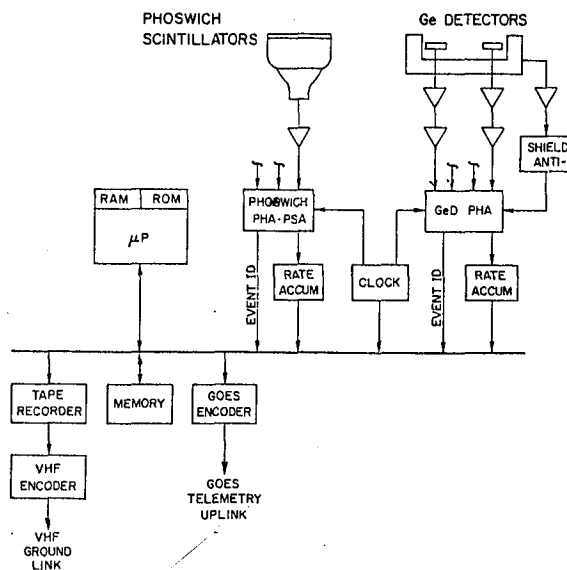 PHOSWICH
SCINTILLATORS
Ge DETECTORS
SHIELD
ANTI-
RAM
ROM
μP
PHOSWICH
PHA-PSA
GeD PHA
EVENT ID
RATE
ACCUM
CLOCK
EVENT ID
RATE
ACCUM
TAPE
RECORDER
MEMORY
GOES
ENCODER
VHF
ENCODER
GOES
TELEMETRY
UPLINK
VHF
GROUND
LINK